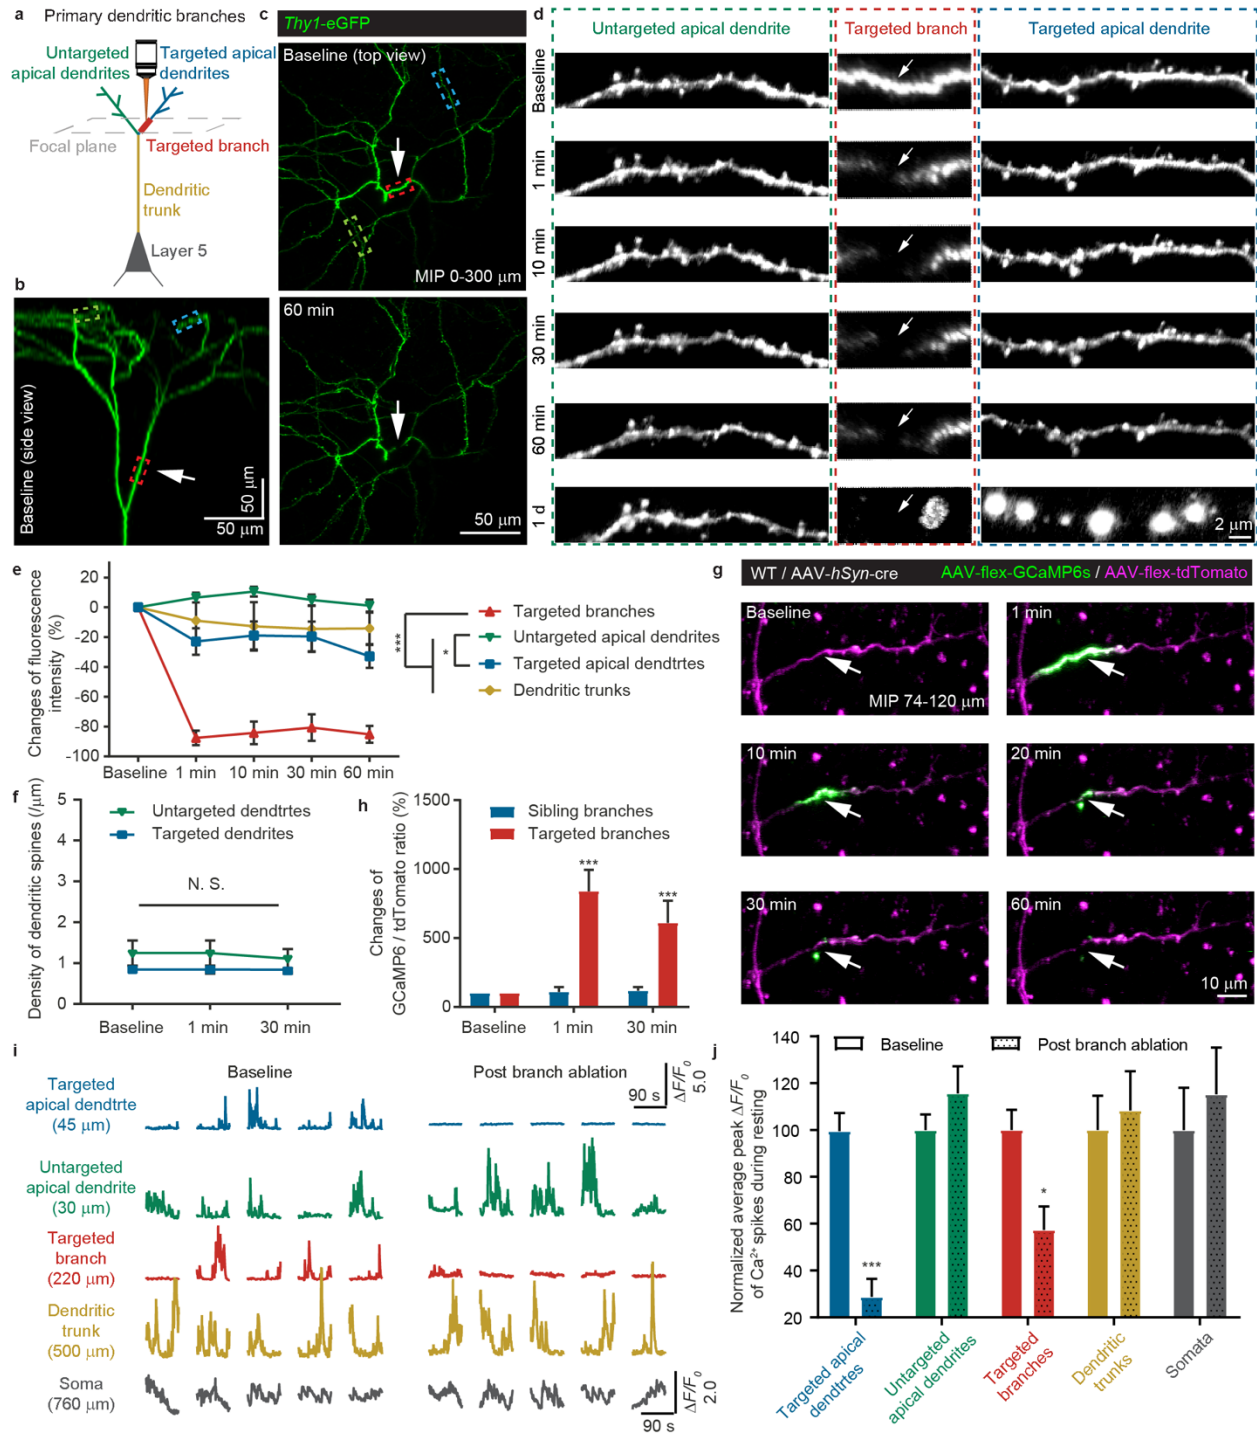 a
Primary dendritic branches
Untargeted
apical dendrites
Targeted apical
dendrites
Focal plane
Targeted branch
Dendritic
trunk
Layer 5
b
Baseline (side view)
50 μm
50 μm
c
Thy1-eGFP
Baseline (top view)
MIP 0-300 μm
60 min
50 μm
d
Untargeted apical dendrite
Targeted branch
Targeted apical dendrite
Baseline
1 min
10 min
30 min
60 min
1 d
2 μm
e
Changes of fluorescence
intensity (%)
20
0
-20
-40
-60
-80
-100
Baseline 1 min 10 min 30 min 60 min
***
*
Targeted branches
Untargeted apical dendrites
Targeted apical dendtrtes
Dendritic trunks
f
Density of dendritic spines (/μm)
5
4
3
2
1
0
Untargeted dendtrtes
Targeted dendrites
N. S.
Baseline 1 min 30 min
g
WT / AAV-hSyn-cre AAV-flex-GCaMP6s / AAV-flex-tdTomato
Baseline
MIP 74-120 μm
1 min
10 min
20 min
30 min
60 min
10 μm
h
Changes of
GCaMP6 / tdTomato ratio (%)
1500
1000
500
0
Sibling branches
Targeted branches
***
***
Baseline 1 min 30 min
i
Baseline
Post branch ablation
90 s
ΔF/F0
5.0
Targeted
apical dendtrte
(45 μm)
Untargeted
apical dendrite
(30 μm)
Targeted
branch
(220 μm)
Dendritic
trunk
(500 μm)
Soma
(760 μm)
90 s
ΔF/F0
2.0
j
Normalized average peak ΔF/F0
of Ca2+ spikes during resting
140
120
100
80
60
40
20
Baseline
Post branch ablation
***
*
Targeted apical
dendtrtes
Untargeted
apical dendrites
Targeted
branches
Dendritic
trunks
Somata